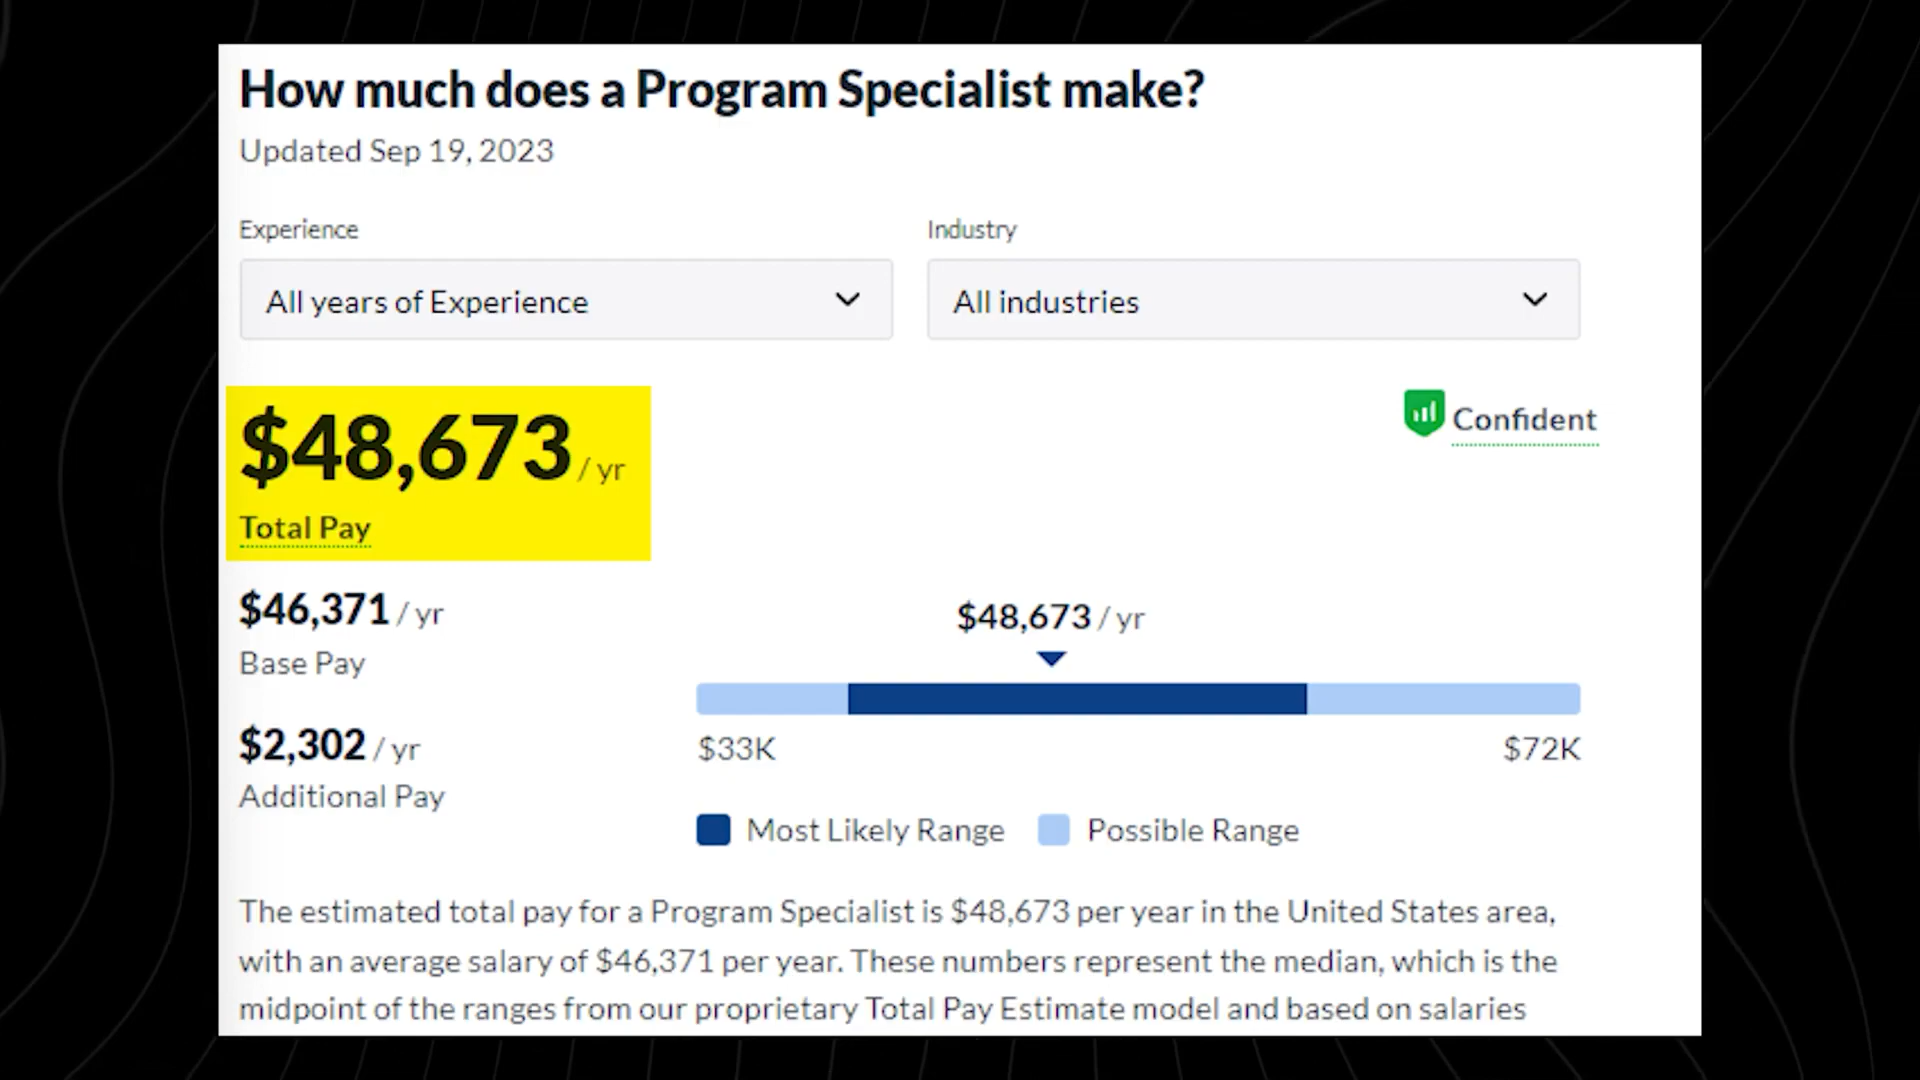 How much does a Program Specialist make?
Updated Sep 19, 2023
Experience
Industry
All years of Experience
All industries
$48,673 / yr
Confident
Total Pay
$46,371 / yr
Base Pay
$48,673 / yr
$33K
$72K
$2,302 / yr
Additional Pay
Most Likely Range
Possible Range
The estimated total pay for a Program Specialist is $48,673 per year in the United States area,
with an average salary of $46,371 per year. These numbers represent the median, which is the
midpoint of the ranges from our proprietary Total Pay Estimate model and based on salaries